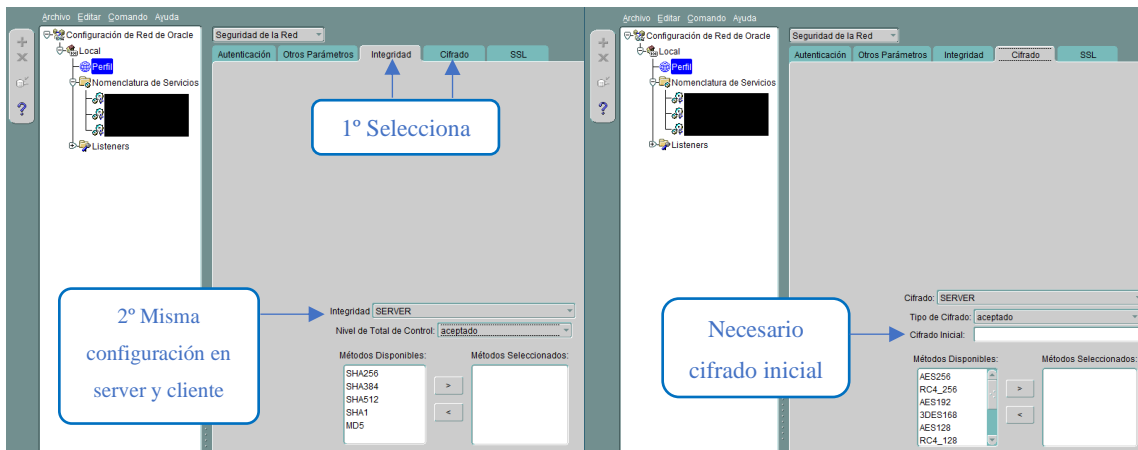 Archivo Editar Comando Ayuda
Configuración de Red de Oracle
Local
Perfil
Nomenclatura de Servicios
Listeners
Seguridad de la Red
Autenticación Otros Parámetros Integridad Cifrado SSL
1º Selecciona
2º Misma
configuración en
server y cliente
Integridad SERVER
Nivel de Total de Control: aceptado
Métodos Disponibles: Métodos Seleccionados:
SHA256
SHA384
SHA512
SHA1
MD5
>
<
Archivo Editar Comando Ayuda
Configuración de Red de Oracle
Local
Perfil
Nomenclatura de Servicios
Listeners
Seguridad de la Red
Autenticación Otros Parámetros Integridad Cifrado SSL
Necesario
cifrado inicial
Cifrado: SERVER
Tipo de Cifrado: aceptado
Cifrado Inicial:
Métodos Disponibles: Métodos Seleccionados:
AES256
RC4_256
AES192
3DES168
AES128
RC4_128
>
<